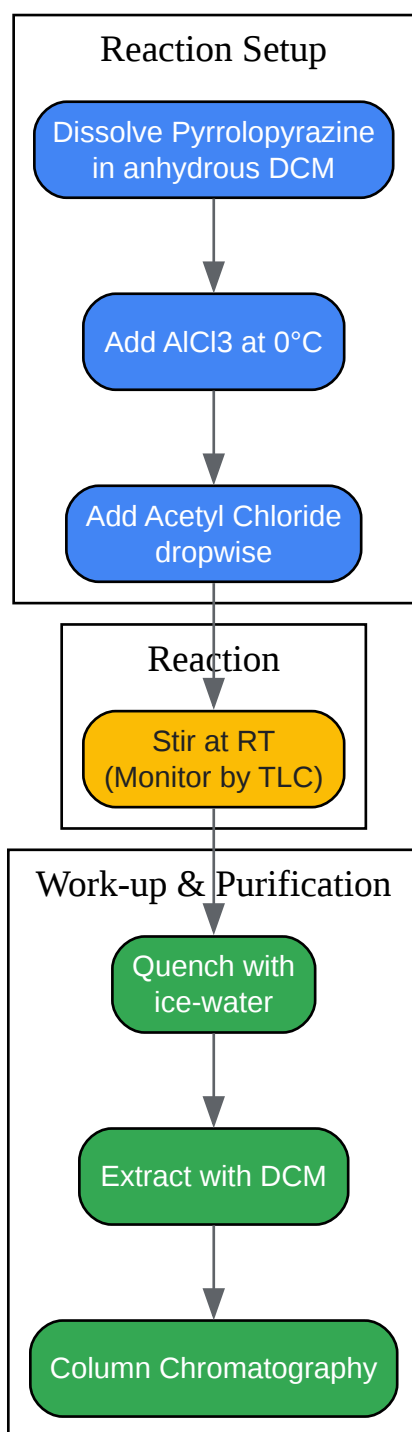 Reaction Setup
Dissolve Pyrrolopyrazine
in anhydrous DCM
Add AlCl3 at 0°C
Add Acetyl Chloride
dropwise
Reaction
Stir at RT
(Monitor by TLC)
Work-up & Purification
Quench with
ice-water
Extract with DCM
Column Chromatography